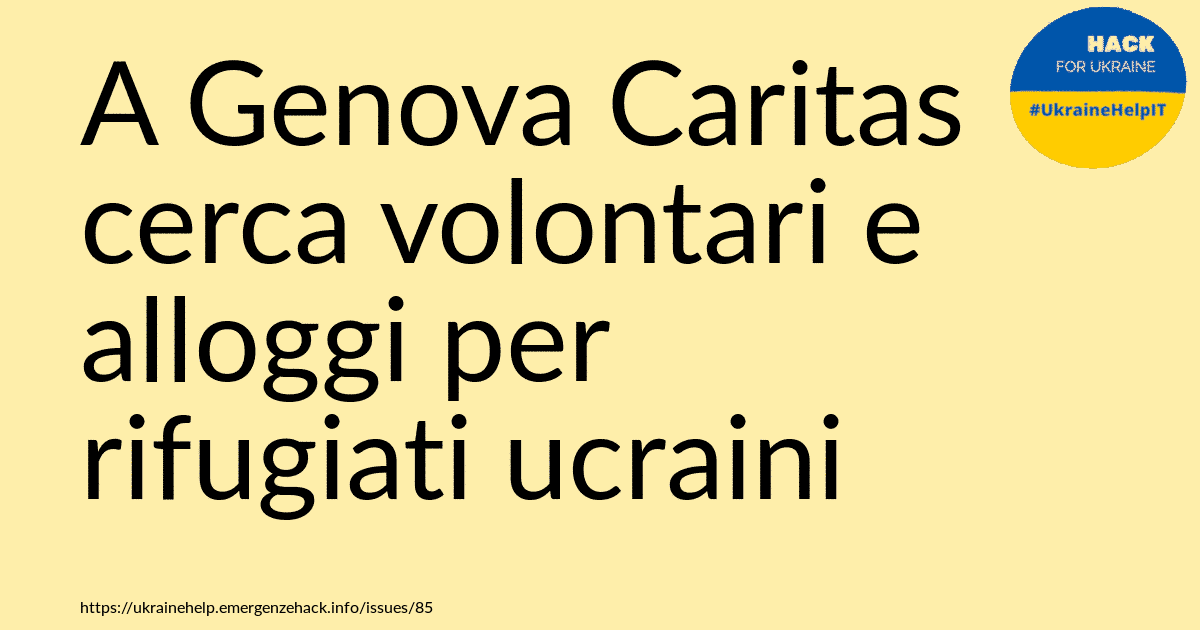 A Genova Caritas
cerca volontari e
alloggi per
rifugiati ucraini
HACK
FOR UKRAINE
#UkraineHelpIT
https://ukrainehelp.emergenzehack.info/issues/85